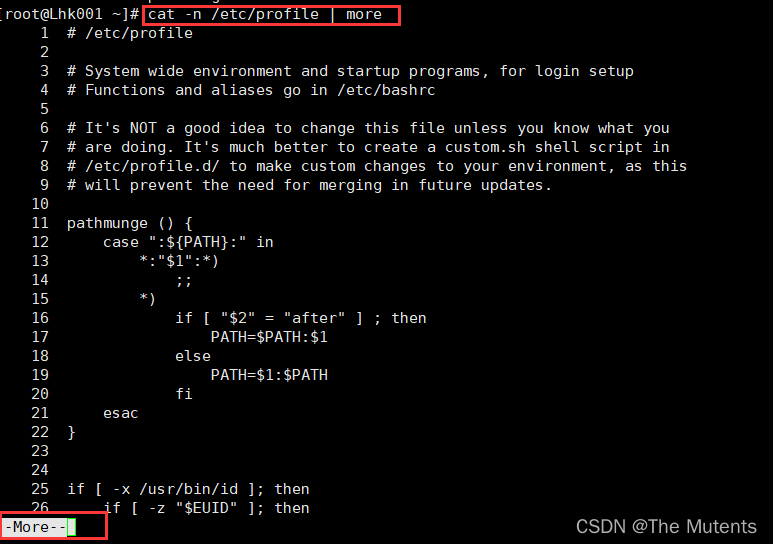 [root@Lhk001 ~]# cat -n /etc/profile | more
     1  # /etc/profile
     2
     3  # System wide environment and startup programs, for login setup
     4  # Functions and aliases go in /etc/bashrc
     5
     6  # It's NOT a good idea to change this file unless you know what you
     7  # are doing. It's much better to create a custom.sh shell script in
     8  # /etc/profile.d/ to make custom changes to your environment, as this
     9  # will prevent the need for merging in future updates.
    10
    11  pathmunge () {
    12      case ":${PATH}:" in
    13          *:"$1":*)
    14              ;;
    15          *)
    16              if [ "$2" = "after" ] ; then
    17                  PATH=$PATH:$1
    18              else
    19                  PATH=$1:$PATH
    20              fi
    21      esac
    22  }
    23
    24
    25  if [ -x /usr/bin/id ]; then
    26      if [ -z "$EUID" ]; then
-More--
CSDN @The Mutents